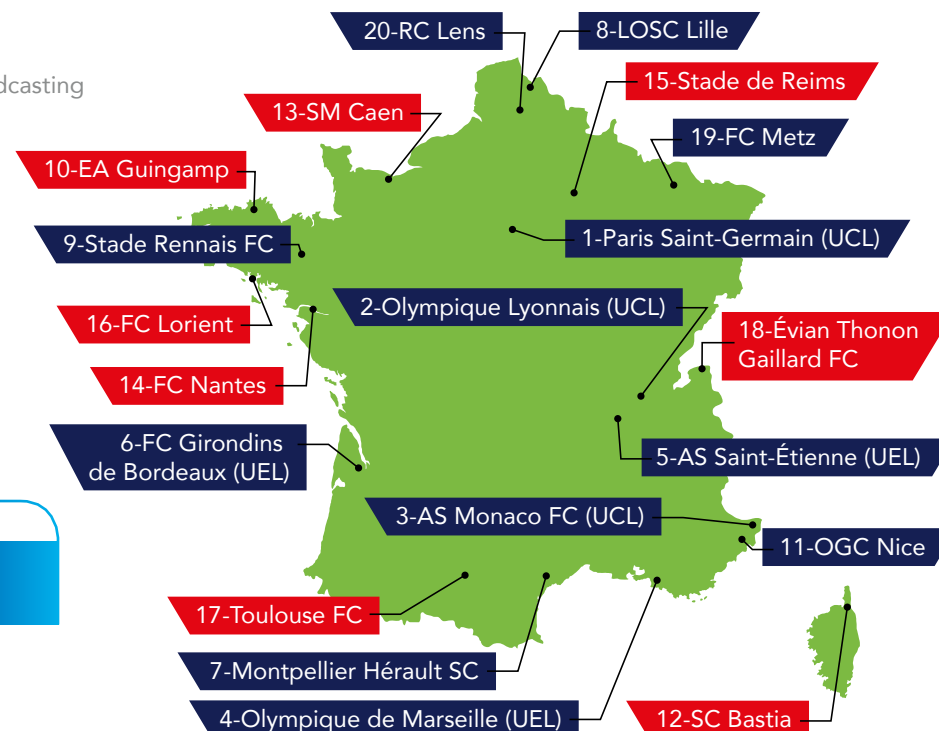 20-RC Lens
8-LOSC Lille
dcasting
15-Stade de Reims
13-SM Caen
19-FC Metz
10-EA Guingamp
9-Stade Rennais FC
1-Paris Saint-Germain (UCL)
2-Olympique Lyonnais (UCL)
16-FC Lorient
18-Évian Thonon
Gaillard FC
14-FC Nantes
6-FC Girondins
de Bordeaux (UEL)
5-AS Saint-Étienne (UEL)
3-AS Monaco FC (UCL)
11-OGC Nice
17-Toulouse FC
7-Montpellier Hérault SC
4-Olympique de Marseille (UEL)
12-SC Bastia